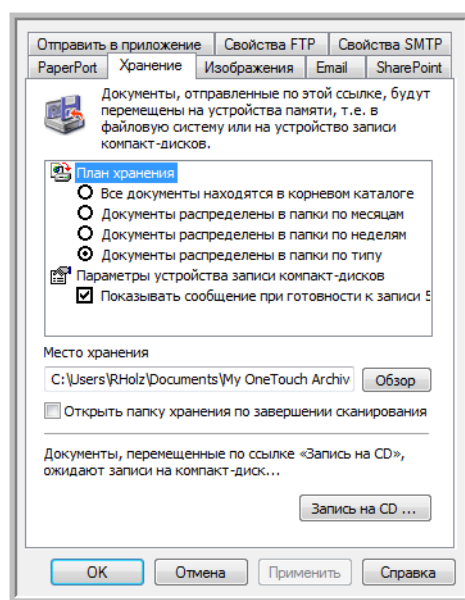 Отправить в приложение Свойства FTP Свойства SMTP
PaperPort Хранение Изображения Email SharePoint
Документы, отправленные по этой ссылке, будут
перемещены на устройства памяти, т.е. в
файловую систему или на устройство записи
компакт-дисков.
План хранения
Все документы находятся в корневом каталоге
Документы распределены в папки по месяцам
Документы распределены в папки по неделям
Документы распределены в папки по типу
Параметры устройства записи компакт-дисков
Показывать сообщение при готовности к записи
Место хранения
C:\Users\RHolz\Documents\My OneTouch Archiv Обзор
Открыть папку хранения по завершении сканирования
Документы, перемещенные по ссылке «Запись на CD»,
ожидают записи на компакт-диск...
Запись на CD ...
OK Отмена Применить Справка